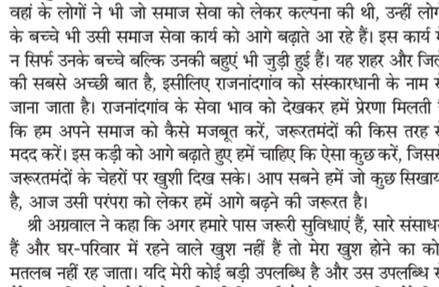 वहां के लोगों ने भी जो समाज सेवा को लेकर कल्पना की थी, उन्हीं
के बच्चे भी उसी समाज सेवा कार्य को आगे बढ़ाते आ रहे हैं। इस कार्य
न सिर्फ उनके बच्चे बल्कि उनकी बहुएं भी जुड़ी हुई हैं। यह शहर और
की सबसे अच्छी बात है, इसीलिए राजनांदगांव को संस्कारधानी के नाम
जाना जाता है। राजनांदगांव के सेवा भाव को देखकर हमें प्रेरणा मिलती
कि हम अपने समाज को कैसे मजबूत करें, जरूरतमंदों की किस तरह
मदद करें। इस कड़ी को आगे बढ़ाते हुए हमें चाहिए कि ऐसा कुछ करें,
जरूरतमंदों के चेहरों पर खुशी दिख सके। आप सबने हमें जो कुछ
है, आज उसी परंपरा को लेकर हमें आगे बढ़ने की जरूरत है।
श्री अग्रवाल ने कहा कि अगर हमारे पास जरूरी सुविधाएं हैं, सारे
हैं और घर-परिवार में रहने वाले खुश नहीं हैं तो मेरा खुश होने का
मतलब नहीं रह जाता। यदि मेरी कोई बड़ी उपलब्धि है और उस उपलब्धि